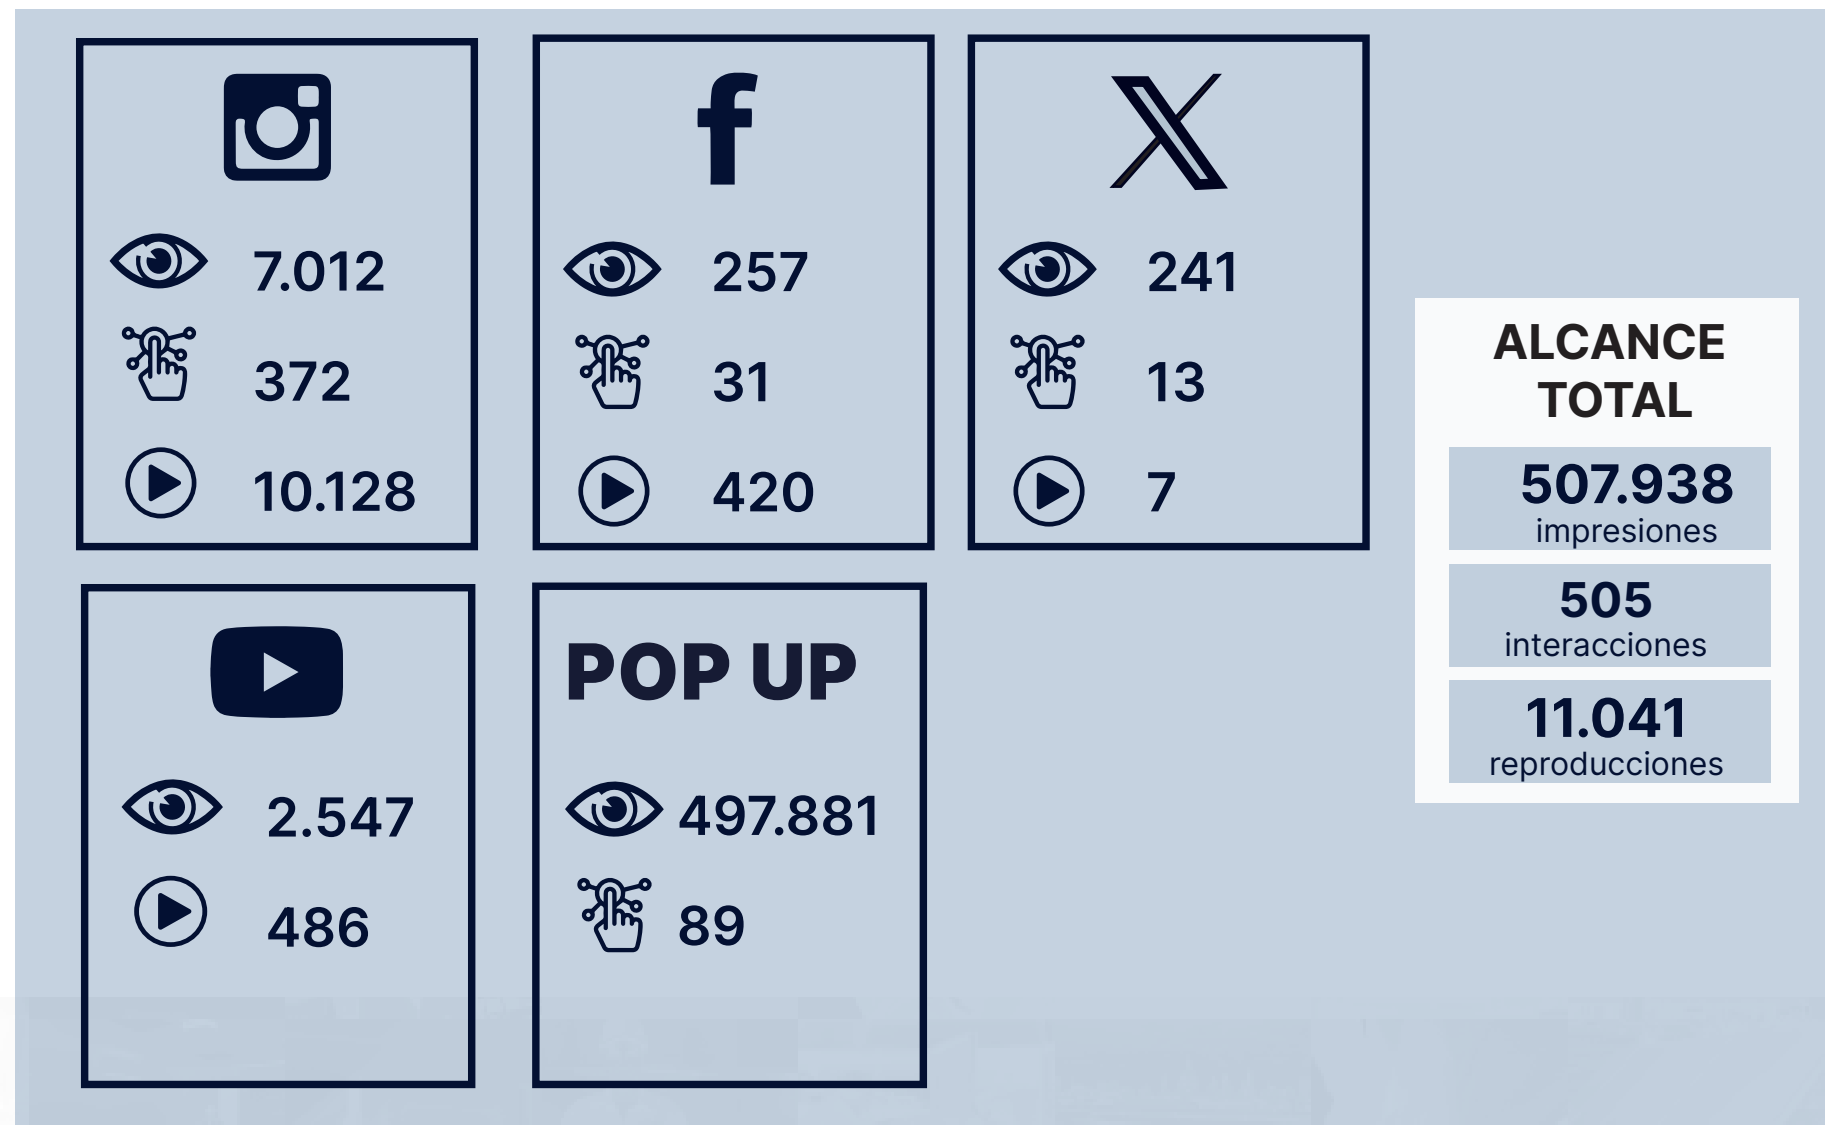 7.012
372
10.128
257
31
420
241
13
7
2.547
486
POP UP
497.881
89
ALCANCE
TOTAL
507.938
impresiones
505
interacciones
11.041
reproducciones